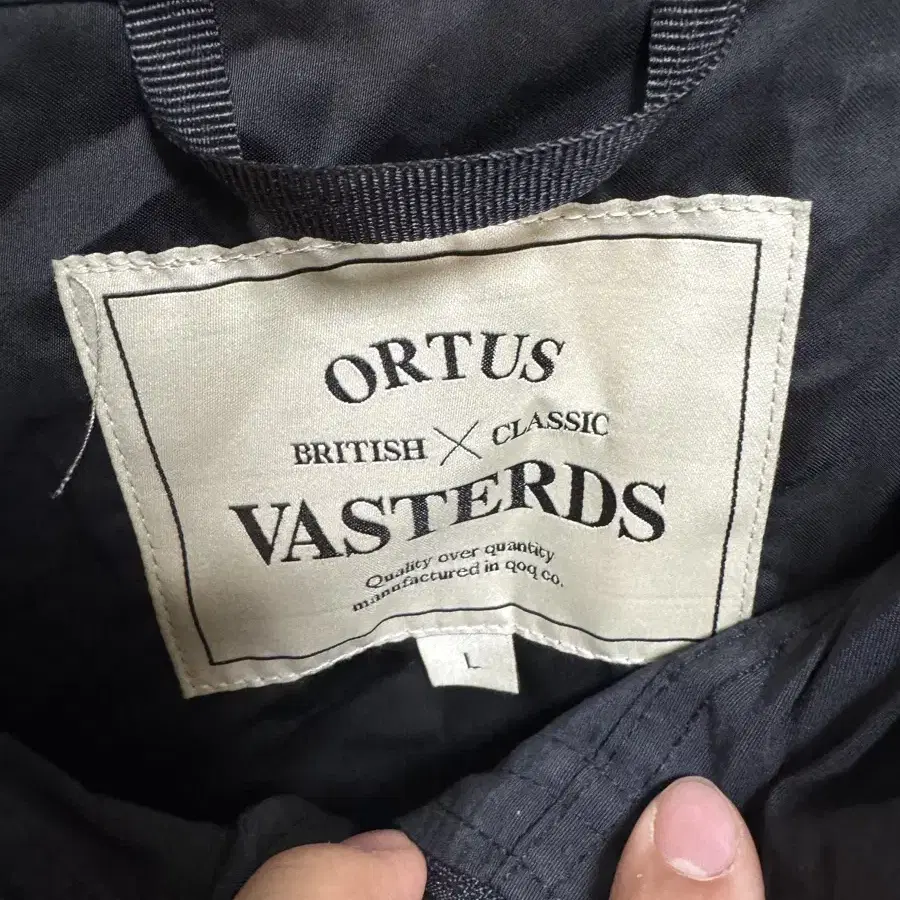 ORTUS
BRITISH X CLASSIC
VASTERDS
Quality over quantity
manufactured in qoq co.
L